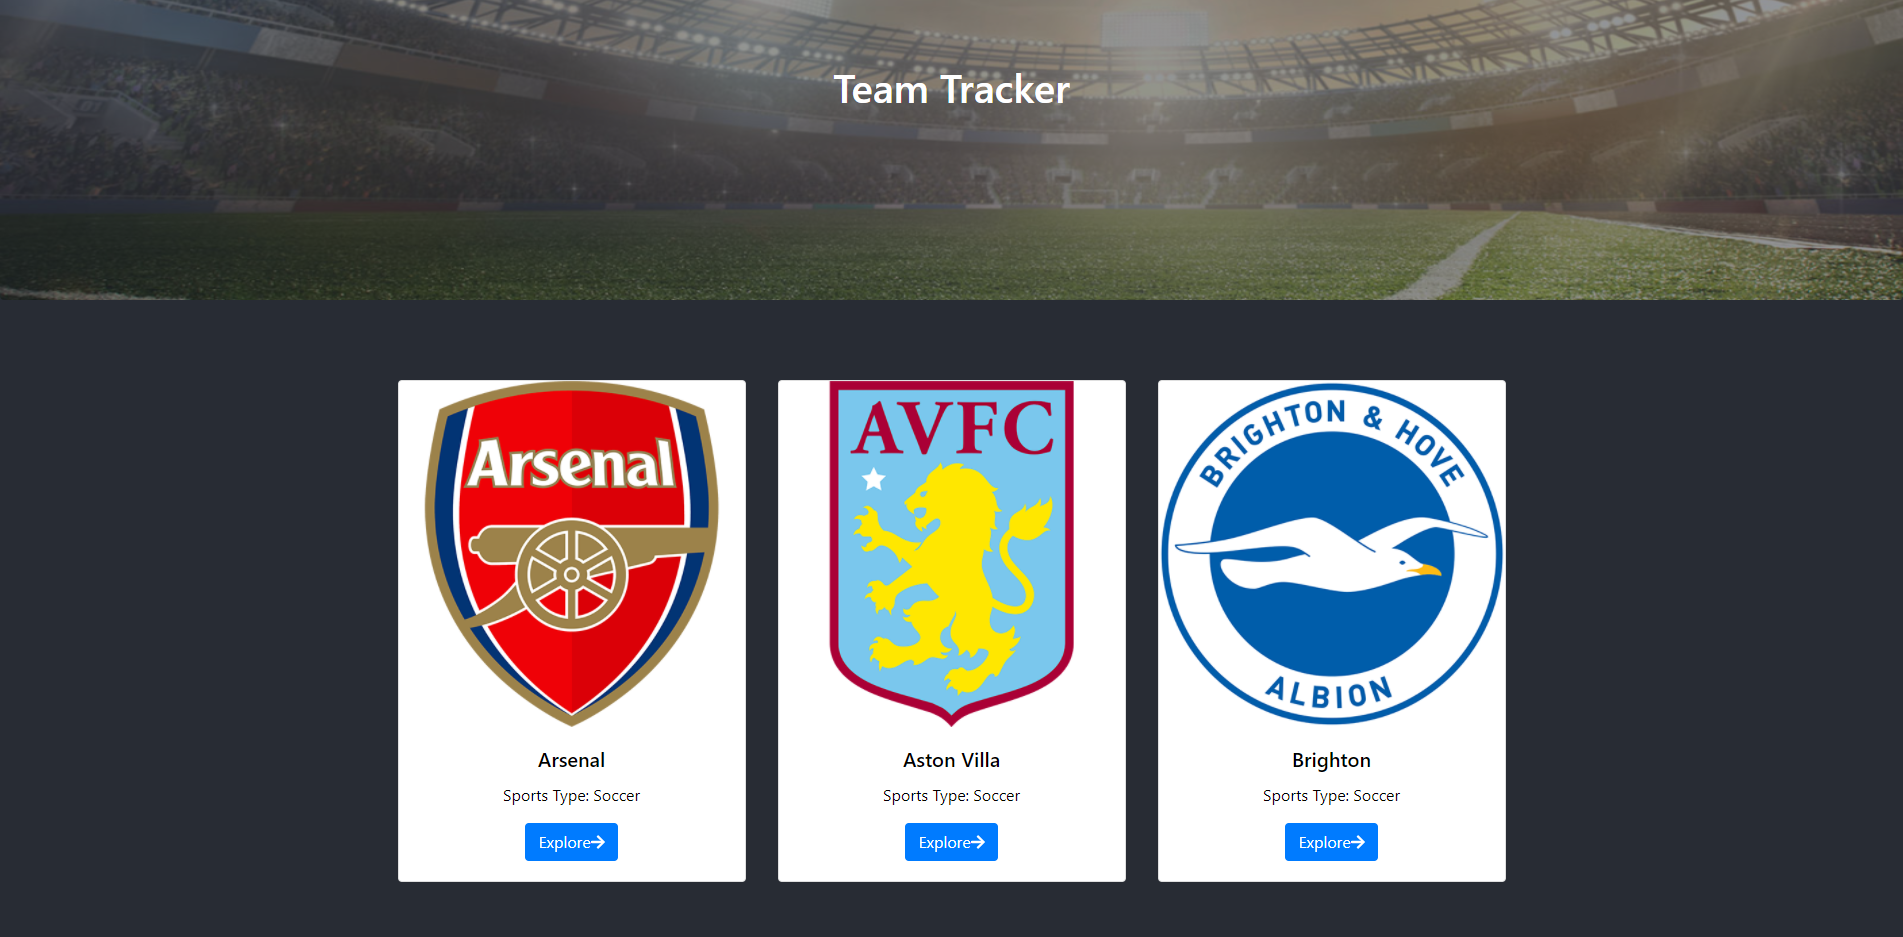 Team Tracker
Arsenal
AVFC
BRIGHTON & HOVE
ALBION
Arsenal
Aston Villa
Brighton
Sports Type: Soccer
Sports Type: Soccer
Sports Type: Soccer
Explore
Explore
Explore